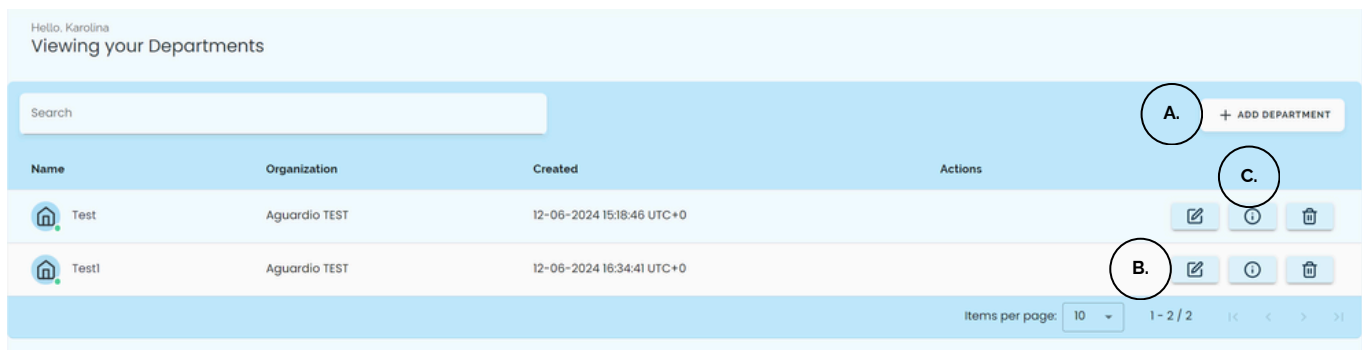 Hello, Karolina
Viewing your Departments
Search
A.
+ ADD DEPARTMENT
Name Organization Created Actions
C.
Test Aguardio TEST 12-06-2024 15:18:46 UTC+0
Test1 Aguardio TEST 12-06-2024 16:34:41 UTC+0
B.
Items per page: 10 1 - 2 / 2